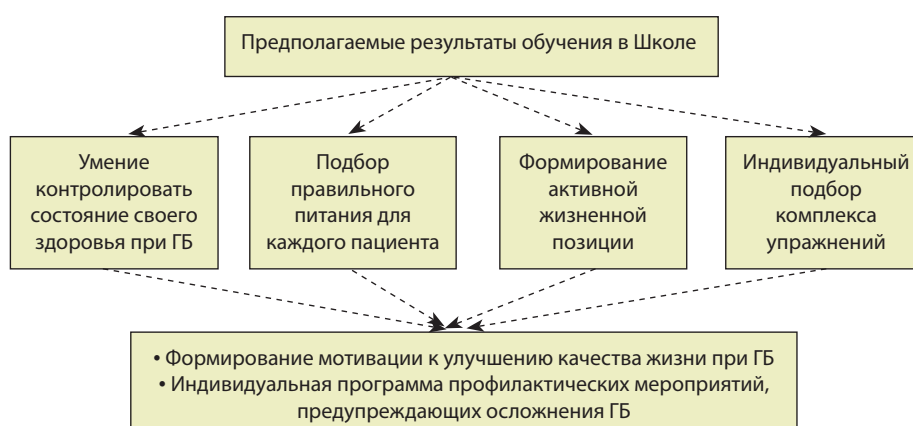 Предполагаемые результаты обучения в Школе
Умение
контролировать
состояние своего
здоровья при ГБ
Подбор
правильного
питания для
каждого пациента
Формирование
активной
жизненной
позиции
Индивидуальный
подбор
комплекса
упражнений
• Формирование мотивации к улучшению качества жизни при ГБ
• Индивидуальная программа профилактических мероприятий,
предупреждающих осложнения ГБ